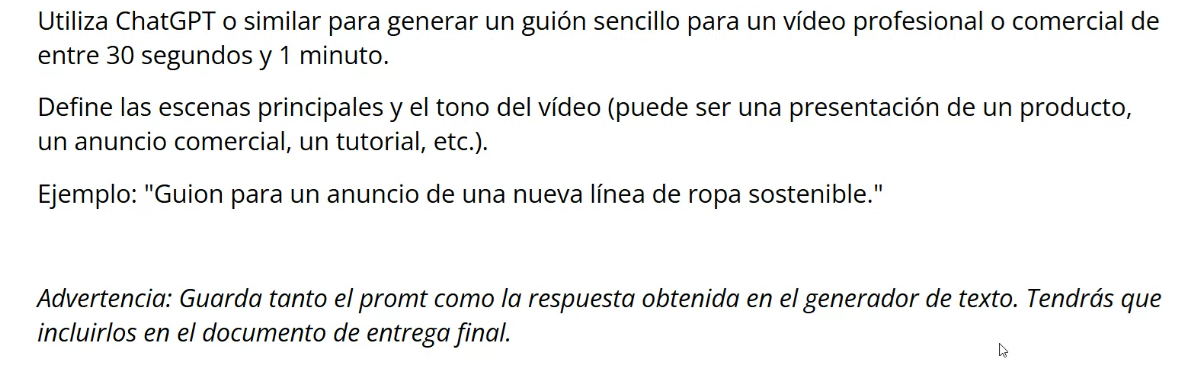 Utiliza ChatGPT o similar para generar un guión sencillo para un vídeo profesional o comercial de
entre 30 segundos y 1 minuto.
Define las escenas principales y el tono del vídeo (puede ser una presentación de un producto,
un anuncio comercial, un tutorial, etc.).
Ejemplo: "Guion para un anuncio de una nueva línea de ropa sostenible."
Advertencia: Guarda tanto el promt como la respuesta obtenida en el generador de texto. Tendrás que
incluirlos en el documento de entrega final.